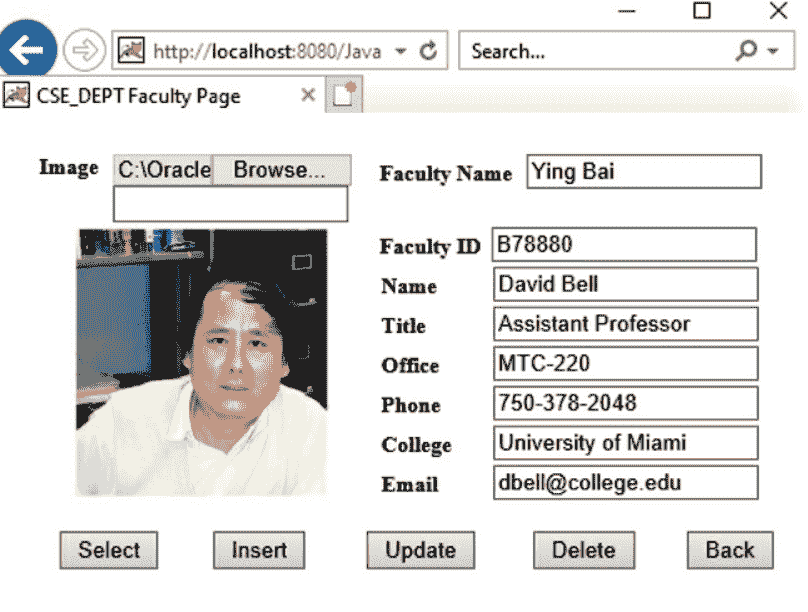 http://localhost:8080/Java
Search...
CSE_DEPT Faculty Page
Image C:\Oracle Browse...
Faculty Name Ying Bai
Faculty ID B78880
Name David Bell
Title Assistant Professor
Office MTC-220
Phone 750-378-2048
College University of Miami
Email dbell@college.edu
Select Insert Update Delete Back